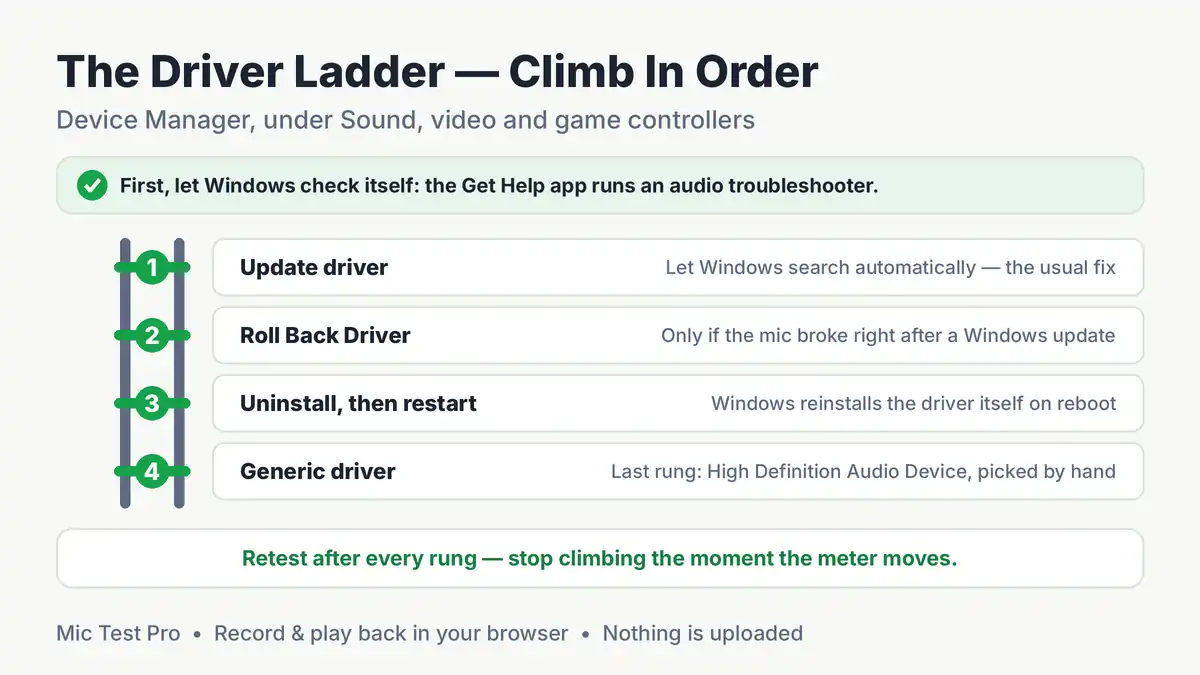 The Driver Ladder — Climb In Order
Device Manager, under Sound, video and game controllers
First, let Windows check itself: the Get Help app runs an audio troubleshooter.
1 Update driver Let Windows search automatically — the usual fix
2 Roll Back Driver Only if the mic broke right after a Windows update
3 Uninstall, then restart Windows reinstalls the driver itself on reboot
4 Generic driver Last rung: High Definition Audio Device, picked by hand
Retest after every rung — stop climbing the moment the meter moves.
Mic Test Pro • Record & play back in your browser • Nothing is uploaded